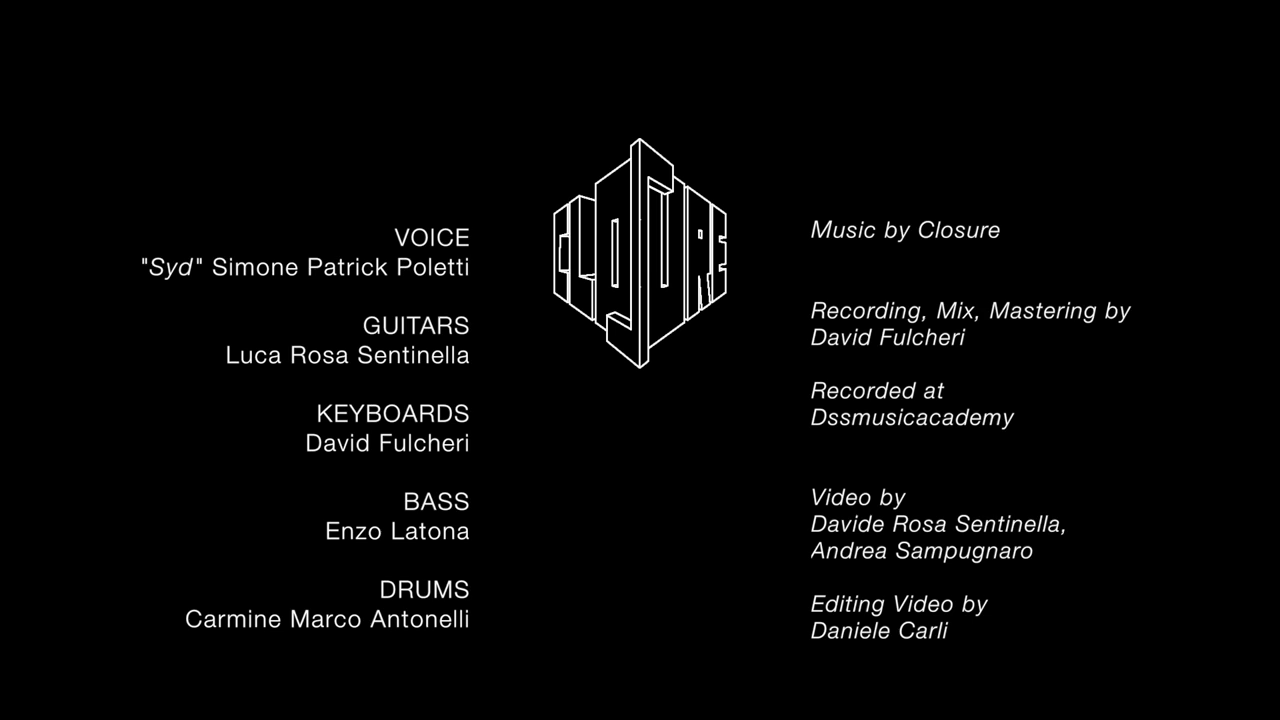 VOICE
"Syd" Simone Patrick Poletti
GUITARS
Luca Rosa Sentinella
KEYBOARDS
David Fulcheri
BASS
Enzo Latona
DRUMS
Carmine Marco Antonelli
CLOSURE
Music by Closure
Recording, Mix, Mastering by
David Fulcheri
Recorded at
Dssmusicacademy
Video by
Davide Rosa Sentinella,
Andrea Sampugnaro
Editing Video by
Daniele Carli